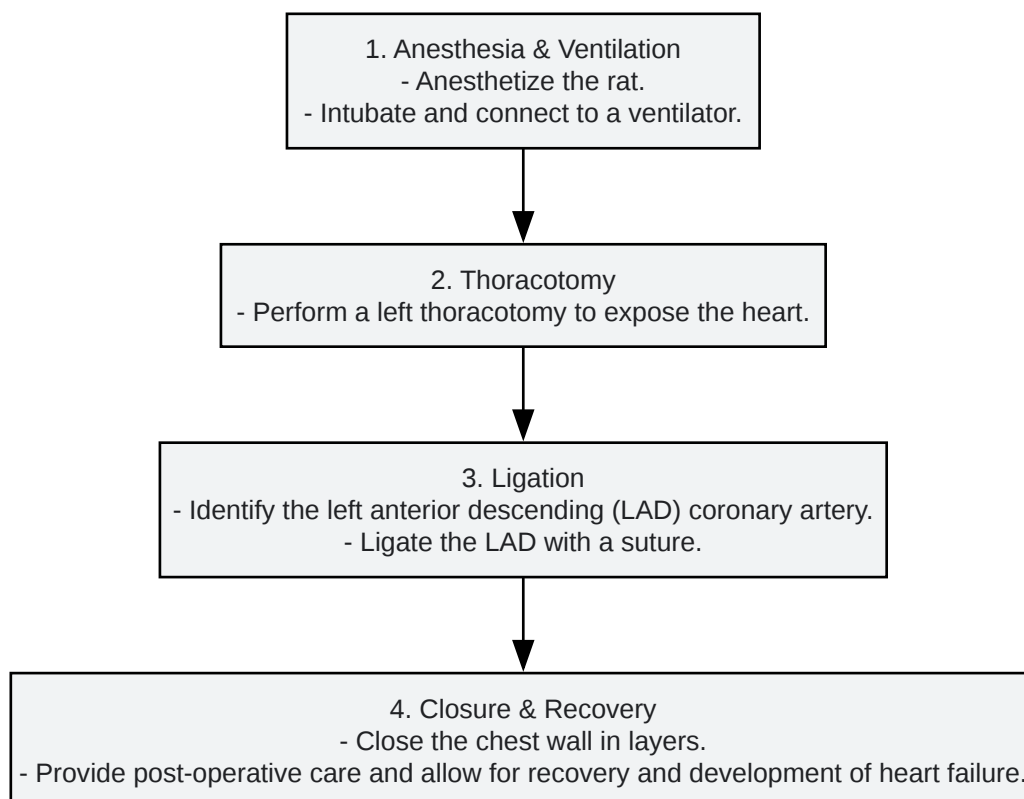 1. Anesthesia & Ventilation
- Anesthetize the rat.
- Intubate and connect to a ventilator.
2. Thoracotomy
- Perform a left thoracotomy to expose the heart.
3. Ligation
- Identify the left anterior descending (LAD) coronary artery.
- Ligate the LAD with a suture.
4. Closure & Recovery
- Close the chest wall in layers.
- Provide post-operative care and allow for recovery and development of heart failure.